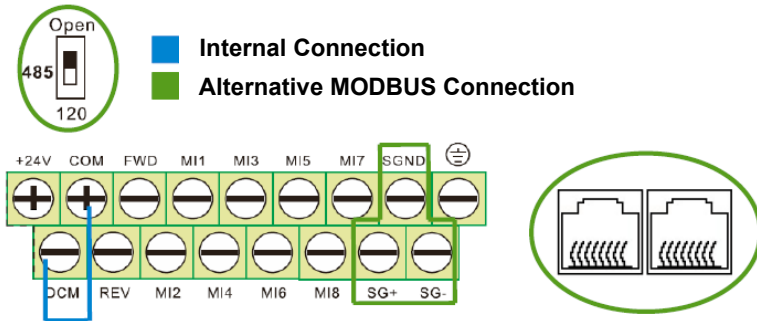 Open
485
120
Internal Connection
Alternative MODBUS Connection
+24V COM FWD MI1 MI3 MI5 MI7 SGND
DCM REV MI2 MI4 MI6 MI8 SG+ SG-